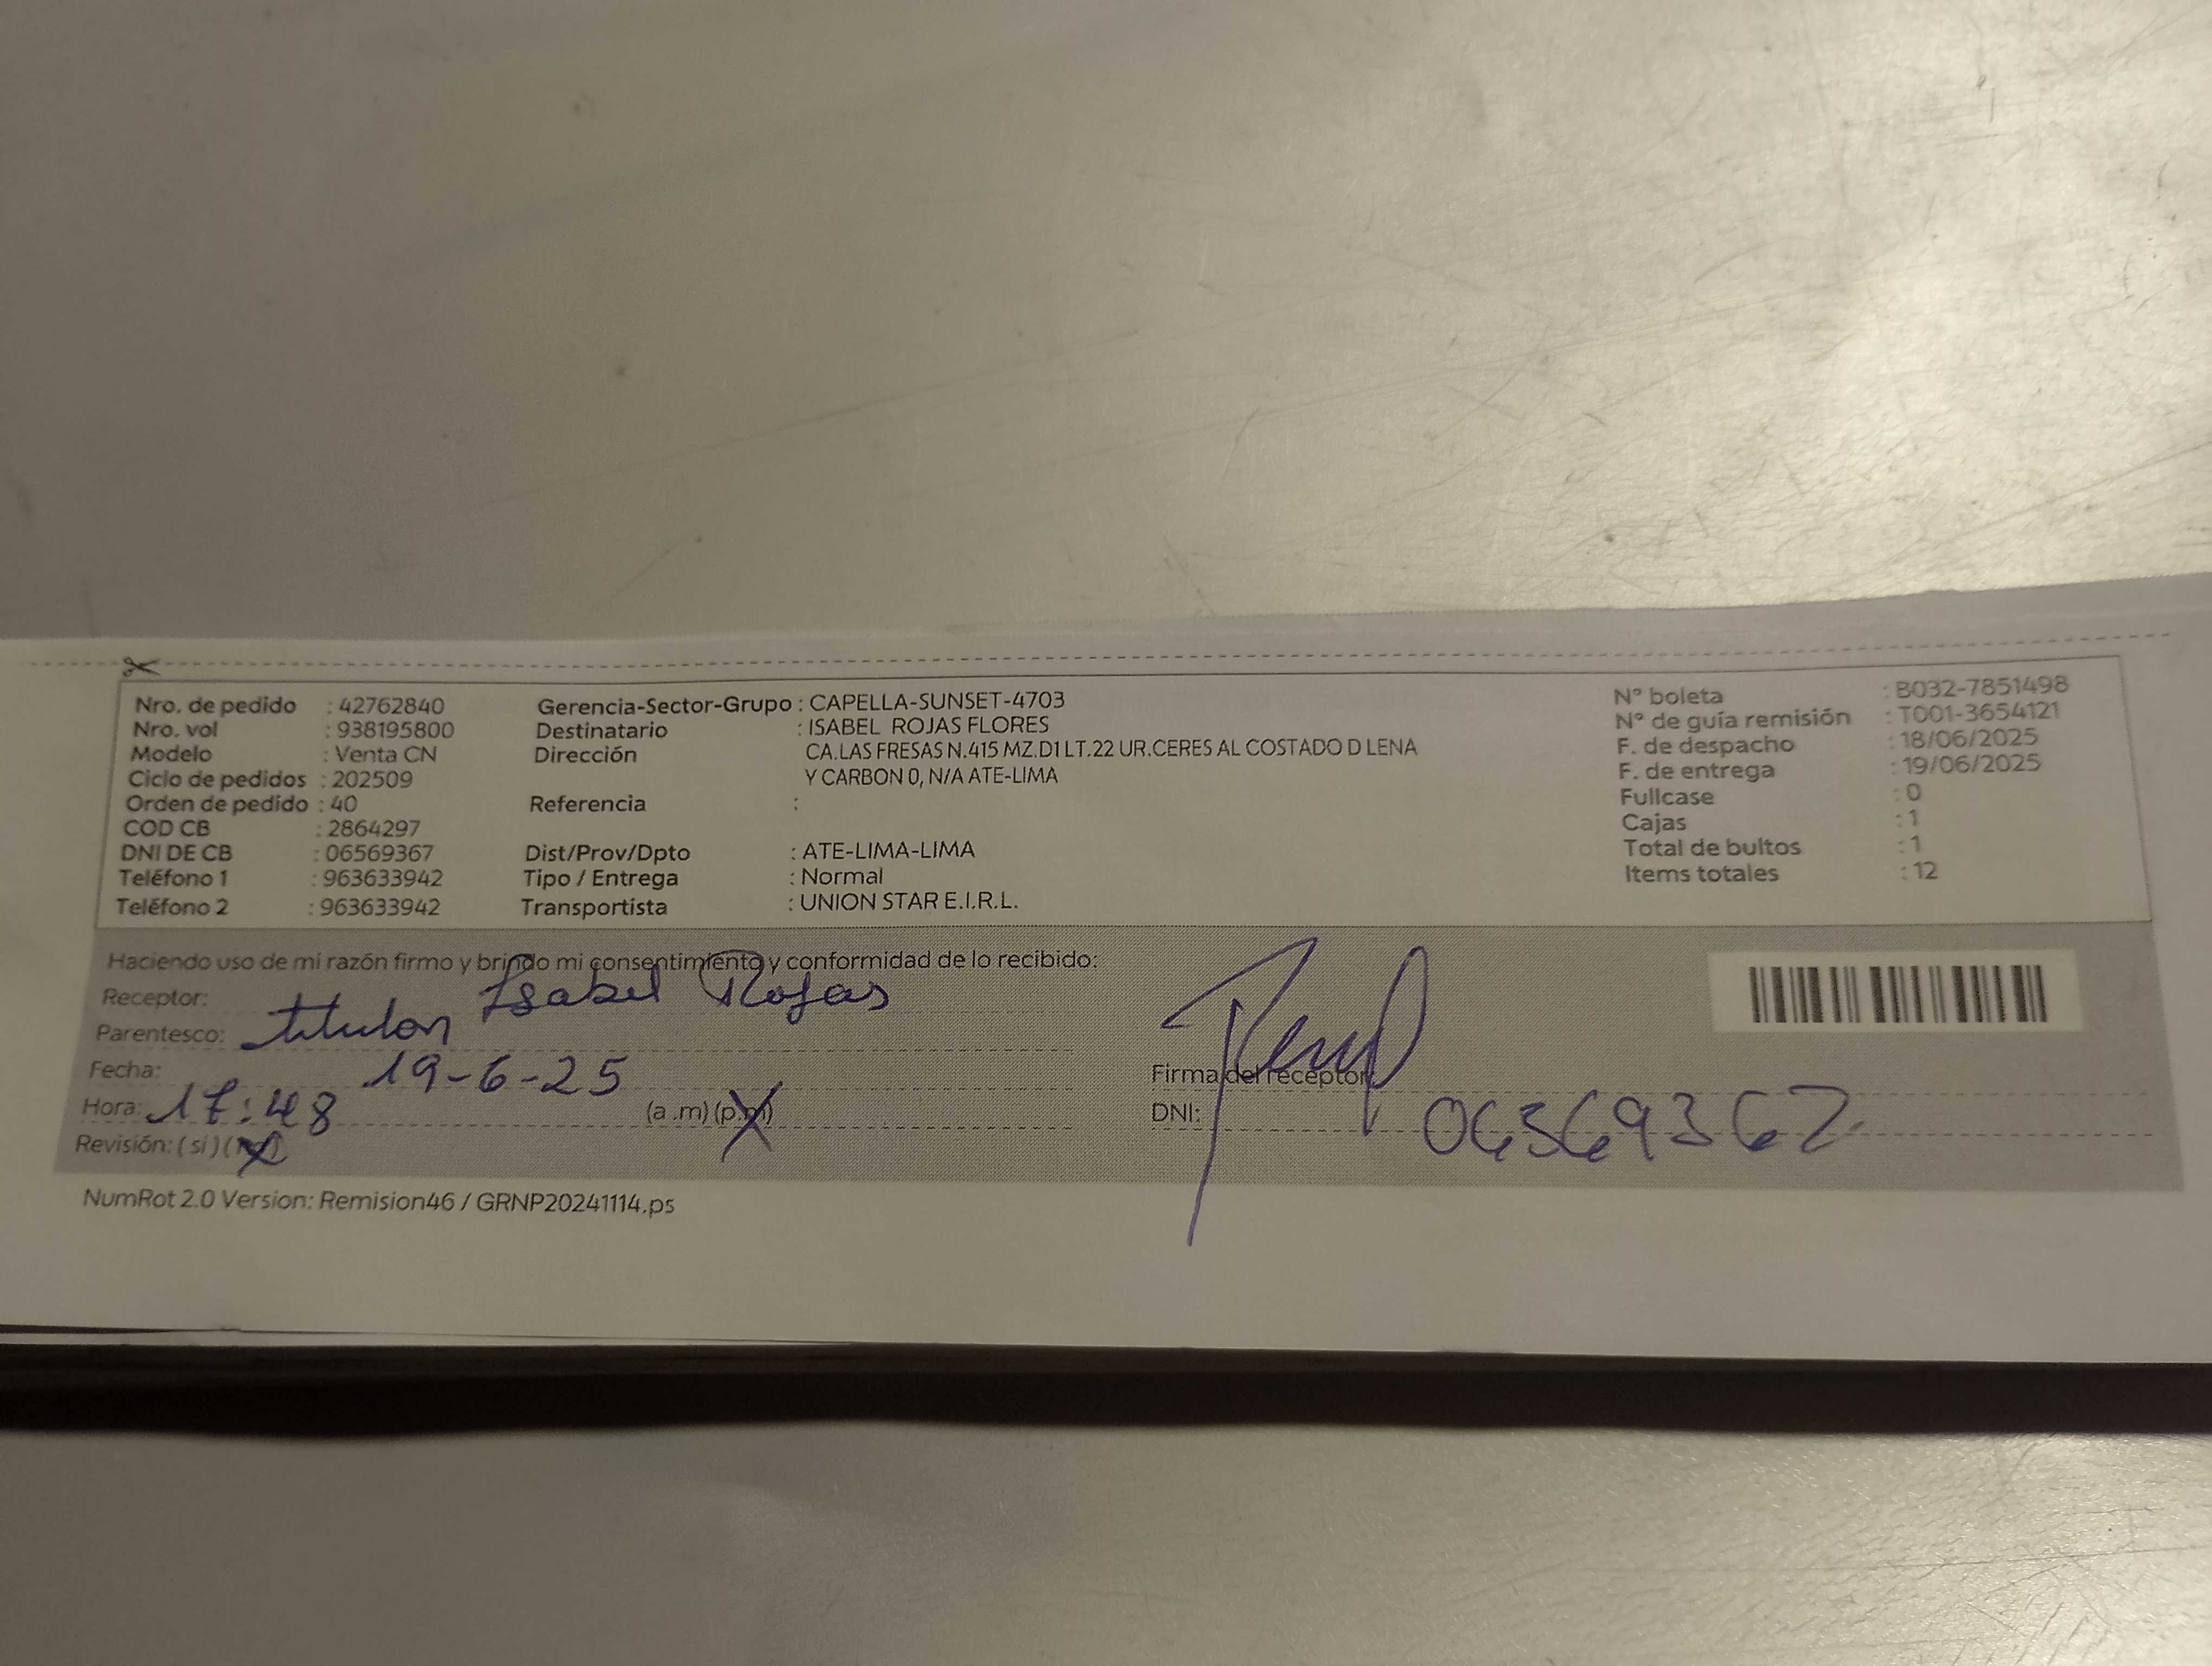 Nro. de pedido : 42762840
Nro. vol : 938195800
Modelo : Venta CN
Ciclo de pedidos : 202509
Orden de pedido : 40
COD CB : 2864297
DNI DE CB : 06569367
Teléfono 1 : 963633942
Teléfono 2 : 963633942
Gerencia-Sector-Grupo : CAPELLA-SUNSET-4703
Destinatario : ISABEL ROJAS FLORES
Dirección CA.LAS FRESAS N.415 MZ.D1 LT.22 UR.CERES AL COSTADO D LENA
Y CARBON 0, N/A ATE-LIMA
Referencia :
Dist/Prov/Dpto : ATE-LIMA-LIMA
Tipo / Entrega : Normal
Transportista : UNION STAR E.I.R.L.
N° boleta : B032-7851498
N° de guía remisión : T001-3654121
F. de despacho : 18/06/2025
F. de entrega : 19/06/2025
Fullcase : 0
Cajas : 1
Total de bultos : 1
Items totales : 12
Haciendo uso de mi razón firmo y brindo mi consentimiento y conformidad de lo recibido:
Receptor: Isabel Rojas
Parentesco: titular
Fecha: 19-6-25
Hora: 17:48 (a.m) (p.m)
Revisión: ( si ) (no)
Firma del receptor:
DNI: 06569367
NumRot 2.0 Version: Remision46 / GRNP20241114.ps